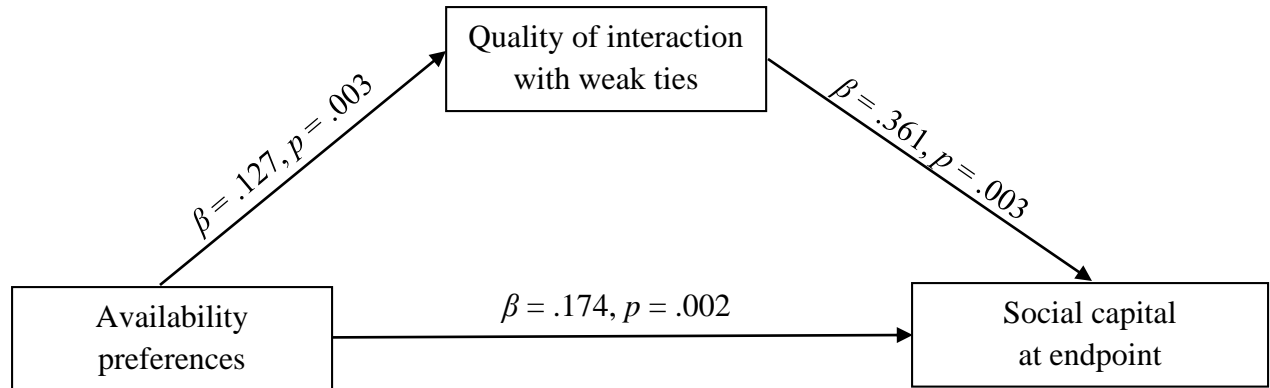 Quality of interaction
with weak ties
β = .127, p = .003
β = .361, p = .003
Availability
preferences
β = .174, p = .002
Social capital
at endpoint